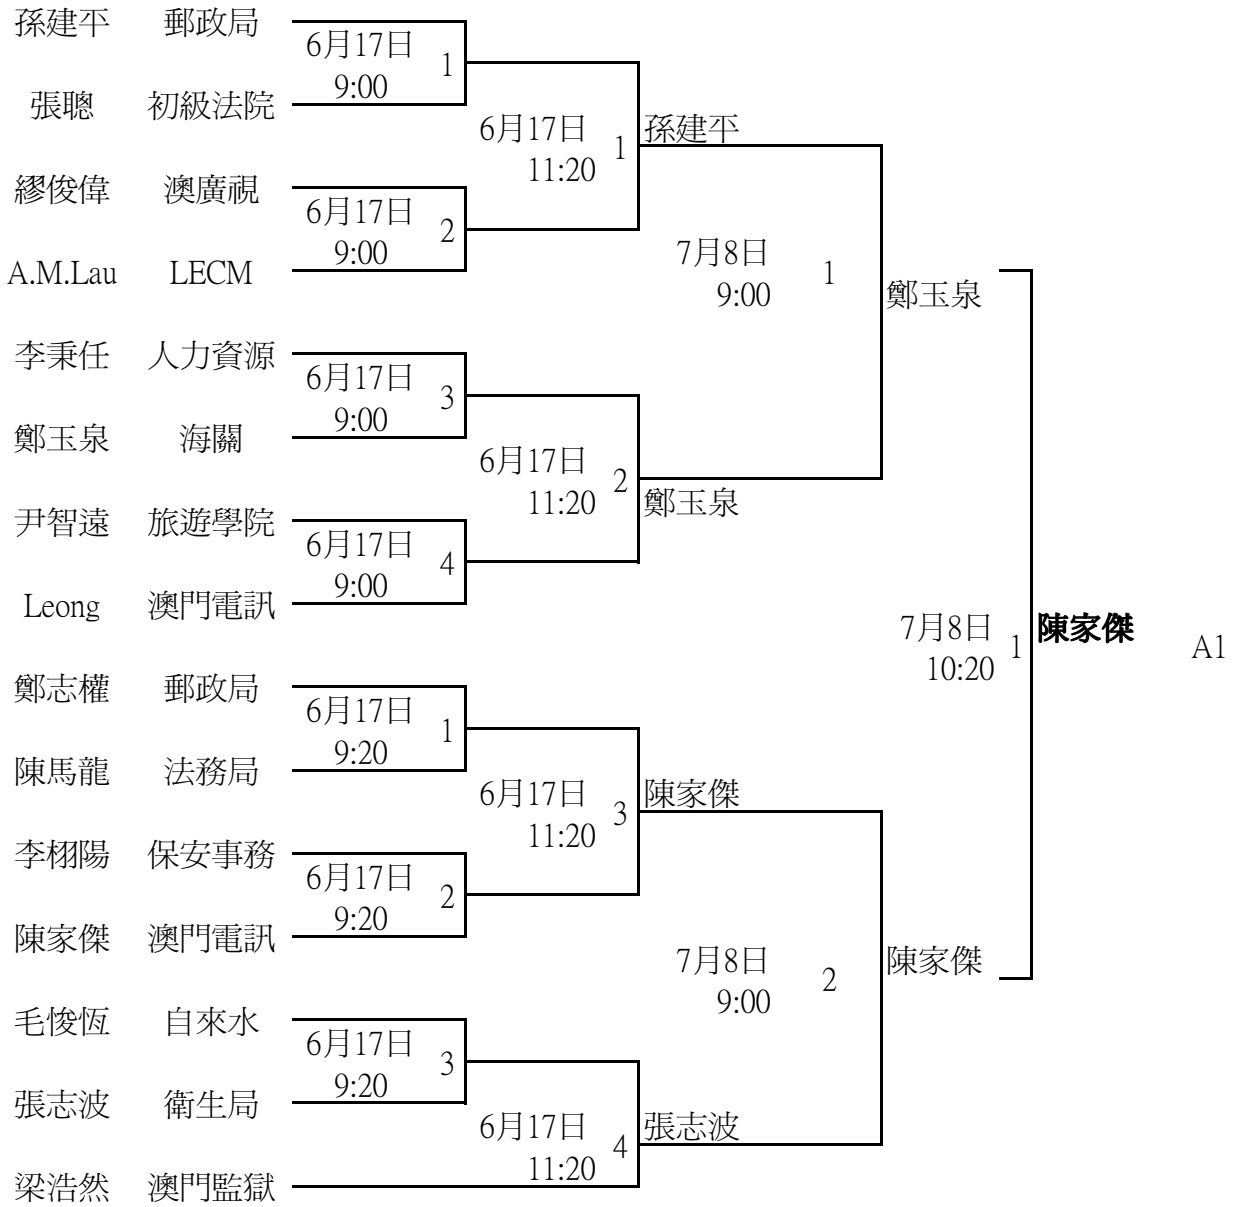 孫建平 郵政局
6月17日
9:00 1
張聰 初級法院
6月17日
11:20 1
孫建平
繆俊偉 澳廣視
6月17日
9:00 2
A.M.Lau LECM
7月8日
9:00 1
鄭玉泉
李秉任 人力資源
6月17日
9:00 3
鄭玉泉 海關
6月17日
11:20 2
鄭玉泉
尹智遠 旅遊學院
6月17日
9:00 4
Leong 澳門電訊
7月8日
10:20 1
陳家傑 A1
鄭志權 郵政局
6月17日
9:20 1
陳馬龍 法務局
6月17日
11:20 3
陳家傑
李栩陽 保安事務
6月17日
9:20 2
陳家傑 澳門電訊
7月8日
9:00 2
陳家傑
毛悛恆 自來水
6月17日
9:20 3
張志波 衛生局
6月17日
11:20 4
張志波
梁浩然 澳門監獄